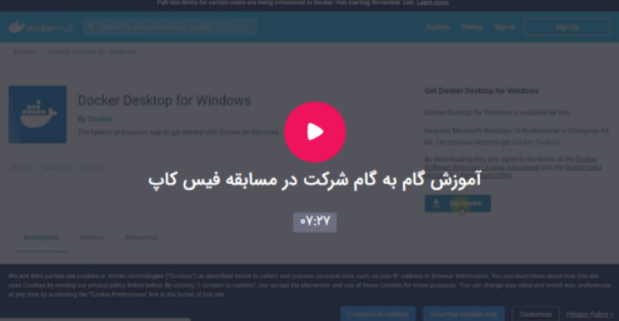 Rate limits for certain users are being introduced to Docker Hub starting November 2nd. Learn more
docker hub
Explore Pricing Sign In Sign Up
Explore Docker Desktop for Windows
Docker Desktop for Windows
By Docker
The fastest and easiest way to get started with Docker on Windows
Get Docker Desktop for Windows
Docker Desktop for Windows is available for free.
Requires Microsoft Windows 10 Professional or Enterprise 64-
bit. For previous versions get Docker Toolbox.
By downloading this, you agree to the terms of the Docker
Software End User License Agreement and the Docker Data
Get Docker
آموزش گام به گام شرکت در مسابقه فیس کاپ
۰۷:۲۷
Description Reviews Resources
We and third parties use cookies or similar technologies ("Cookies") as described below to collect and process personal data, such as your IP address or browser information. You can learn more about how this site
uses Cookies by reading our privacy policy linked below. By clicking "I consent to cookies", you accept the placement and use of these Cookies for these purposes. You can change your mind and revisit your preferences
at any time by accessing the "Cookie Preferences" link in the footer of this site.
I consent to cookies Essential cookies only Customize Privacy Policy